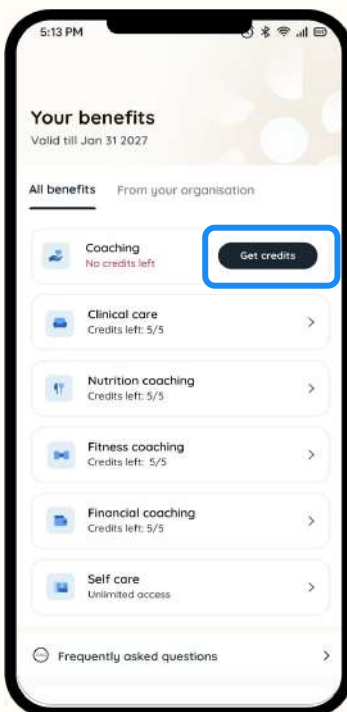 5:13 PM
Your benefits
Valid till Jan 31 2027
All benefits From your organisation
Coaching
No credits left
Get credits
Clinical care
Credits left: 5/5
Nutrition coaching
Credits left: 5/5
Fitness coaching
Credits left: 5/5
Financial coaching
Credits left: 5/5
Self care
Unlimited access
Frequently asked questions